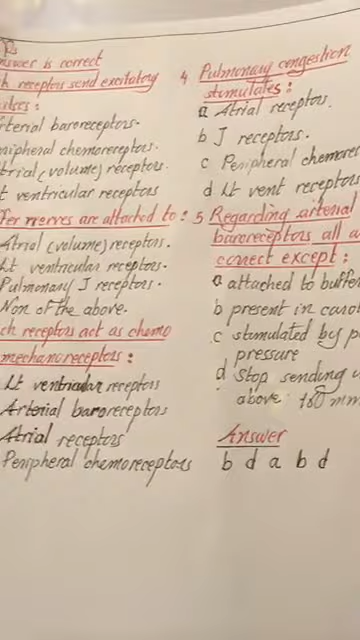 nswer is correct
h receptors send excitatory
ulses:
rterial baroreceptors.
ripheral chemoreceptors.
trial (volume) receptors.
t ventricular receptors
fer nerves are attached to:
Atrial (volume) receptors.
Lt ventricular receptors.
Pulmonary J receptors.
Non of the above.
ch receptors act as chemo
mechanoreceptors:
Lt ventricular receptors
Arterial baroreceptors
Atrial receptors
Peripheral chemoreceptors
4 Pulmonary congestion
stimulates:
a Atrial receptors.
b J receptors.
c Peripheral chemorec
d Lt vent receptors
5 Regarding arterial
baroreceptors all a
correct except:
a attached to buffer
b present in caro
c stimulated by p
pressure
d Stop sending
above 180 mm
Answer
b d a b d